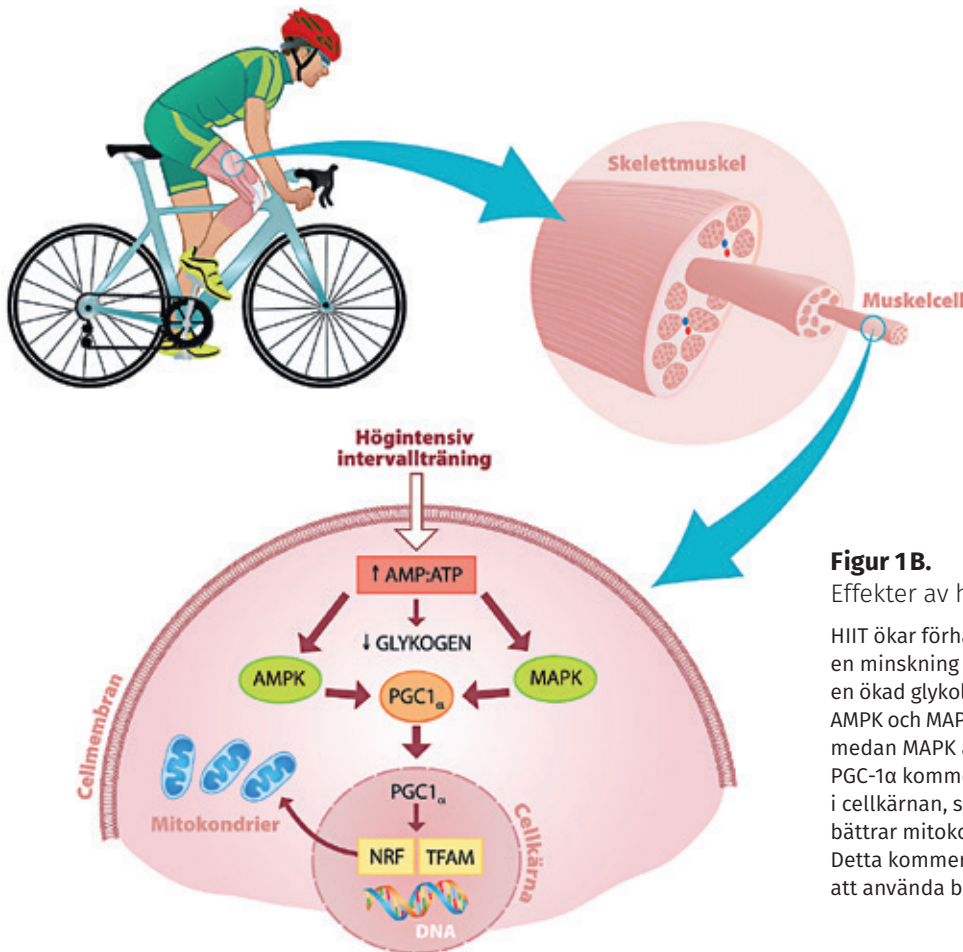 Skelettmuskel
Muskelcell
Högintensiv
intervallträning
↑ AMP:ATP
↓ GLYKOGEN
AMPK
PGC1α
MAPK
Cellmembran
Mitokondrier
PGC1α
NRF
TFAM
DNA
Cellkärna
Figur 1B.
Effekter av
HIIT ökar
en minskning
en ökad
AMPK och
medan MAPK
PGC-1α
i cellkärnan,
bättrar
Detta kommer
att använda